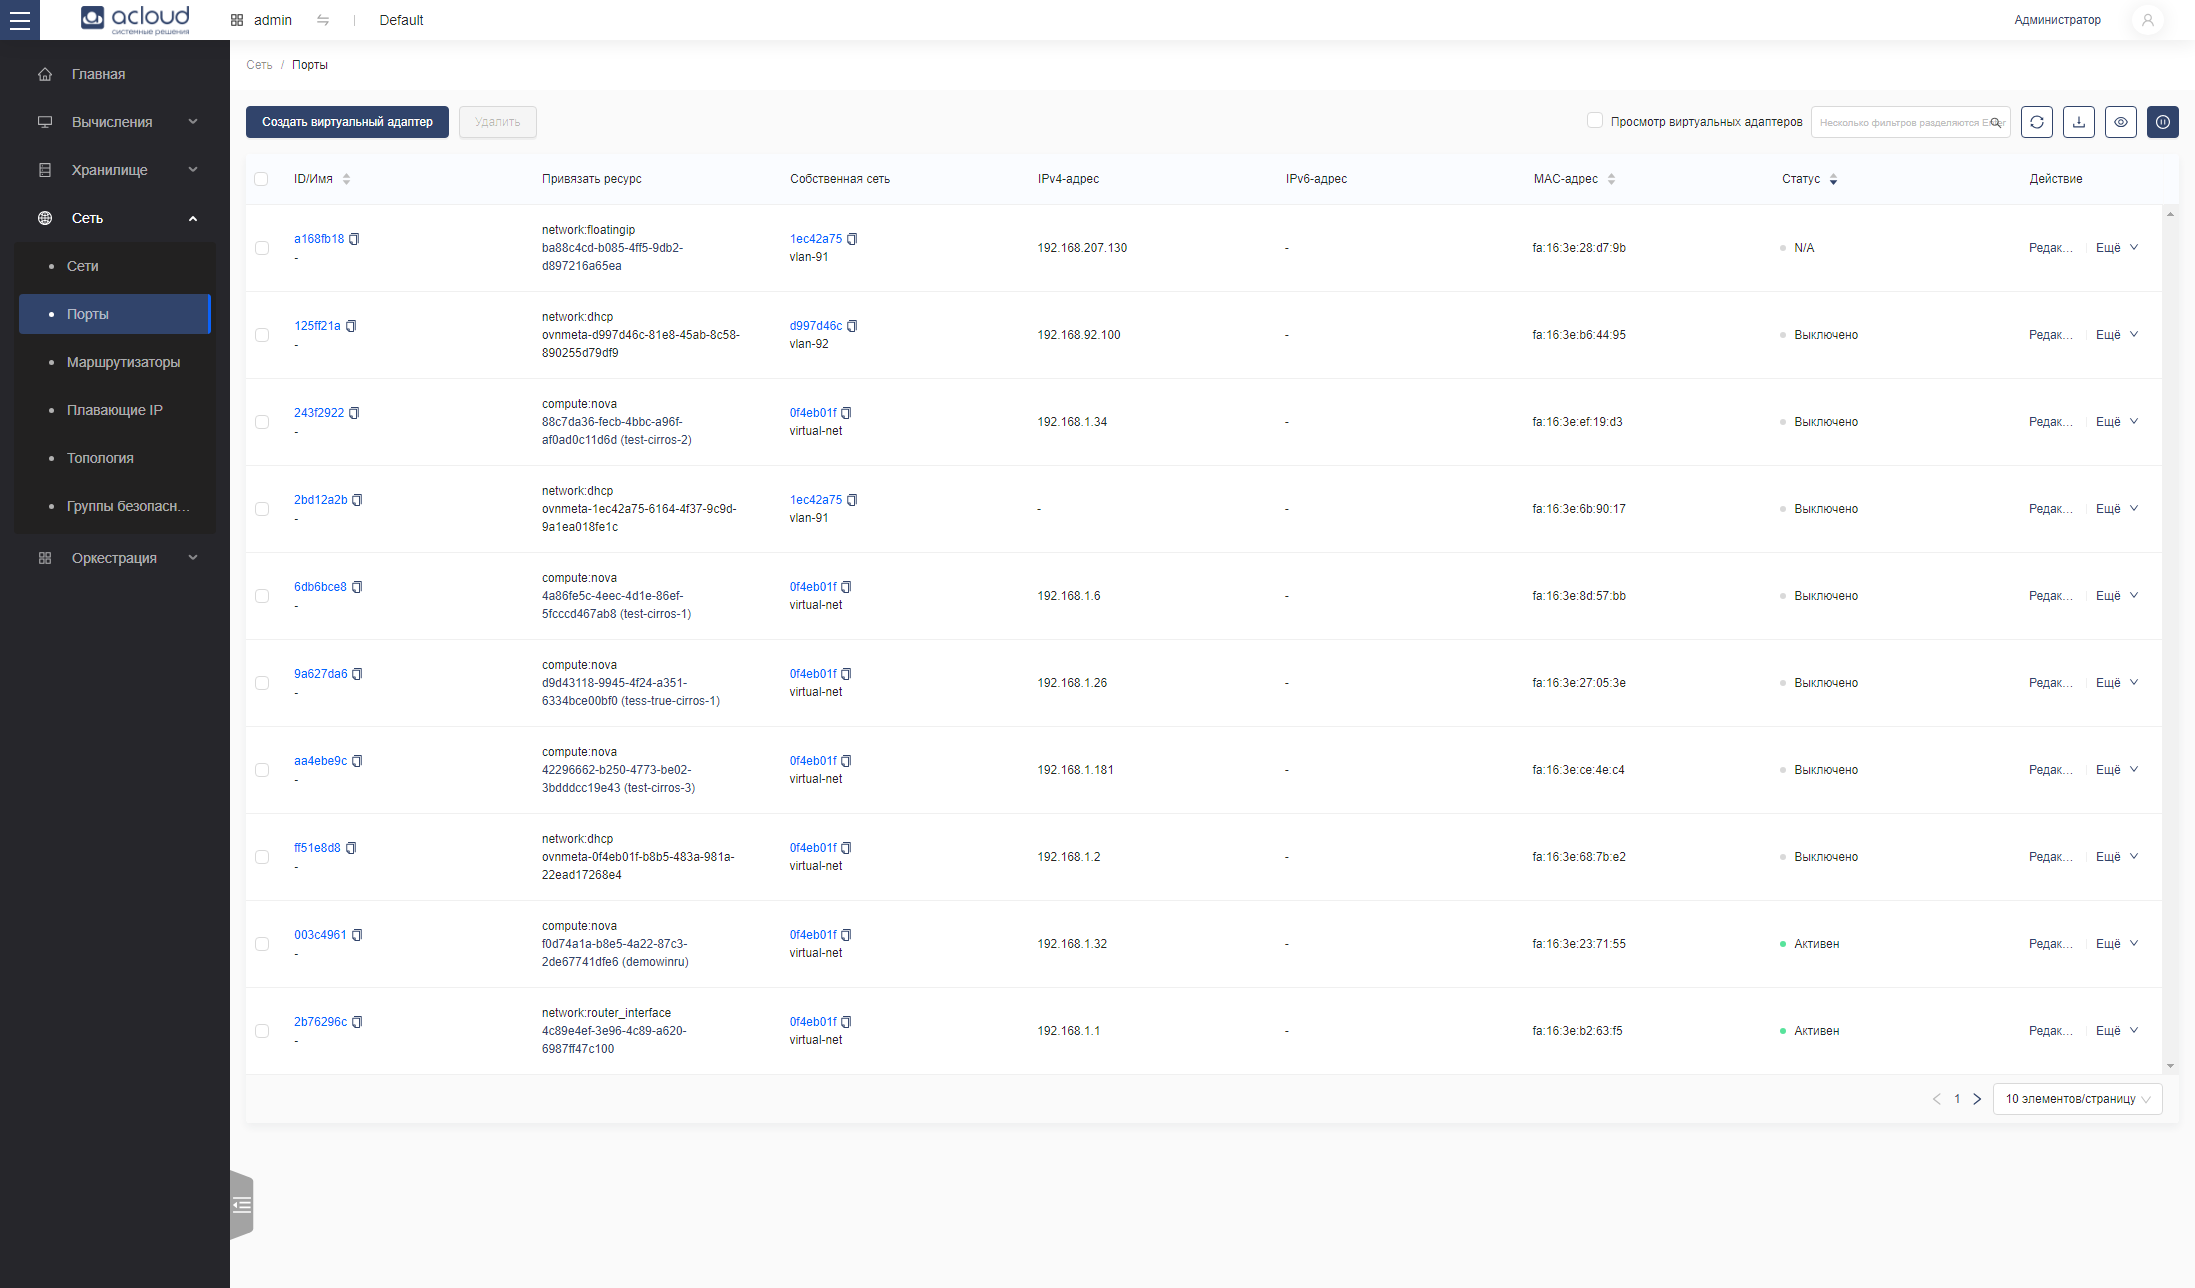 acloud
системные решения
admin
Default
Администратор
Главная
Вычисления
Хранилище
Сеть
Сети
Порты
Маршрутизаторы
Плавающие IP
Топология
Группы безопасн...
Оркестрация
Сеть / Порты
Создать виртуальный адаптер
Удалить
Просмотр виртуальных адаптеров
Несколько фильтров разделяются Enter
ID/Имя Привязать ресурс Собственная сеть IPv4-адрес IPv6-адрес MAC-адрес Статус Действие
a168fb18
-
network:floatingip
ba88c4cd-b085-4ff5-9db2-
d897216a65ea
1ec42a75
vlan-91
192.168.207.130
-
fa:16:3e:28:d7:9b
N/A
Редак... Ещё
125ff21a
-
network:dhcp
ovnmeta-d997d46c-81e8-45ab-8c58-
890255d79df9
d997d46c
vlan-92
192.168.92.100
-
fa:16:3e:b6:44:95
Выключено
Редак... Ещё
243f2922
-
compute:nova
88c7da36-fecb-4bbc-a96f-
af0ad0c11d6d (test-cirros-2)
0f4eb01f
virtual-net
192.168.1.34
-
fa:16:3e:ef:19:d3
Выключено
Редак... Ещё
2bd12a2b
-
network:dhcp
ovnmeta-1ec42a75-6164-4f37-9c9d-
9a1ea018fe1c
1ec42a75
vlan-91
-
-
fa:16:3e:6b:90:17
Выключено
Редак... Ещё
6db6bce8
-
compute:nova
4a86fe5c-4eec-4d1e-86ef-
5fcccd467ab8 (test-cirros-1)
0f4eb01f
virtual-net
192.168.1.6
-
fa:16:3e:8d:57:bb
Выключено
Редак... Ещё
9a627da6
-
compute:nova
d9d43118-9945-4f24-a351-
6334bce00bf0 (tess-true-cirros-1)
0f4eb01f
virtual-net
192.168.1.26
-
fa:16:3e:27:05:3e
Выключено
Редак... Ещё
aa4ebe9c
-
compute:nova
42296662-b250-4773-be02-
3bdddcc19e43 (test-cirros-3)
0f4eb01f
virtual-net
192.168.1.181
-
fa:16:3e:ce:4e:c4
Выключено
Редак... Ещё
ff51e8d8
-
network:dhcp
ovnmeta-0f4eb01f-b8b5-483a-981a-
22ead17268e4
0f4eb01f
virtual-net
192.168.1.2
-
fa:16:3e:68:7b:e2
Выключено
Редак... Ещё
003c4961
-
compute:nova
f0d74a1a-b8e5-4a22-87c3-
2de67741dfe6 (demowinru)
0f4eb01f
virtual-net
192.168.1.32
-
fa:16:3e:23:71:55
Активен
Редак... Ещё
2b76296c
-
network:router_interface
4c89e4ef-3e96-4c89-a620-
6987ff47c100
0f4eb01f
virtual-net
192.168.1.1
-
fa:16:3e:b2:63:f5
Активен
Редак... Ещё
1
10 элементов/страницу